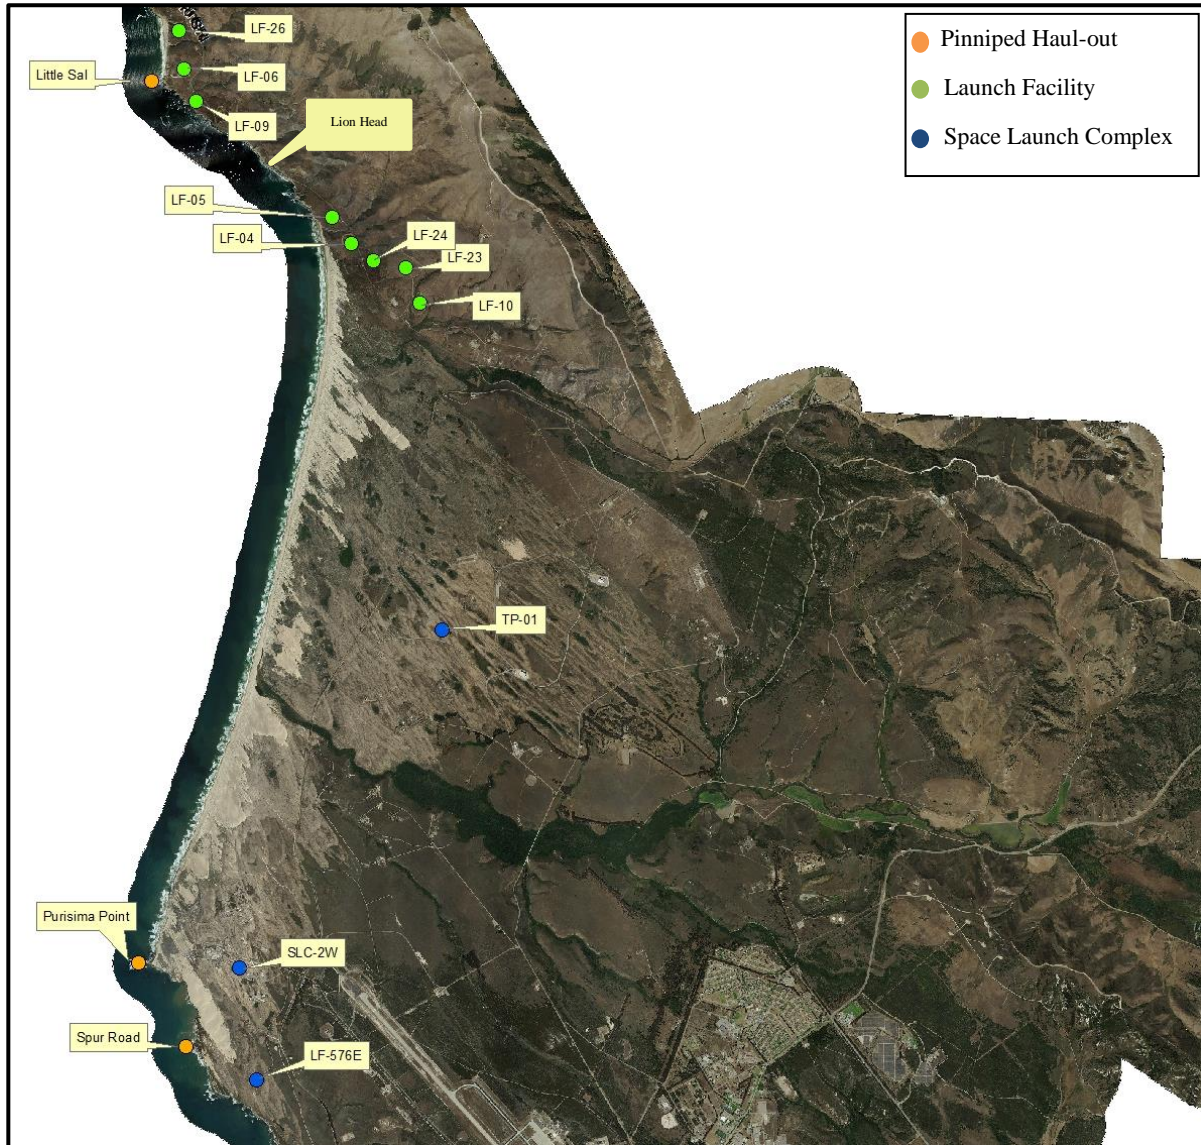 LF-26
Pinniped Haul-out
Little Sal
LF-06
Launch Facility
LF-09
Lion Head
Space Launch Complex
LF-05
LF-04
LF-24
LF-23
LF-10
TP-01
Purisima Point
SLC-2W
Spur Road
LF-576E